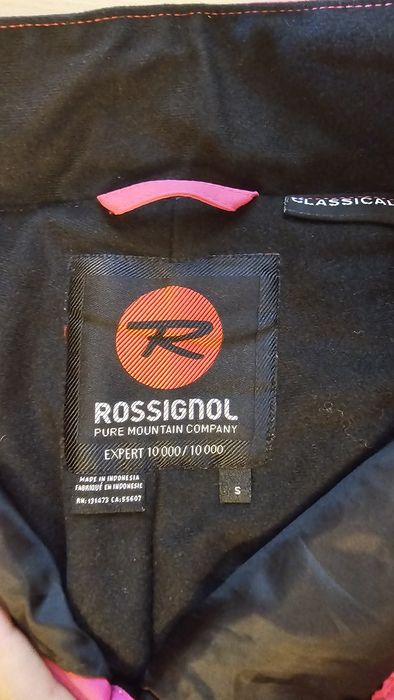 CLASSICAL
R
ROSSIGNOL
PURE MOUNTAIN COMPANY
EXPERT 10 000 / 10 000
MADE IN INDONESIA
FABRIQUÉ EN INDONESIE
RN: 131473 CA: 55607
S